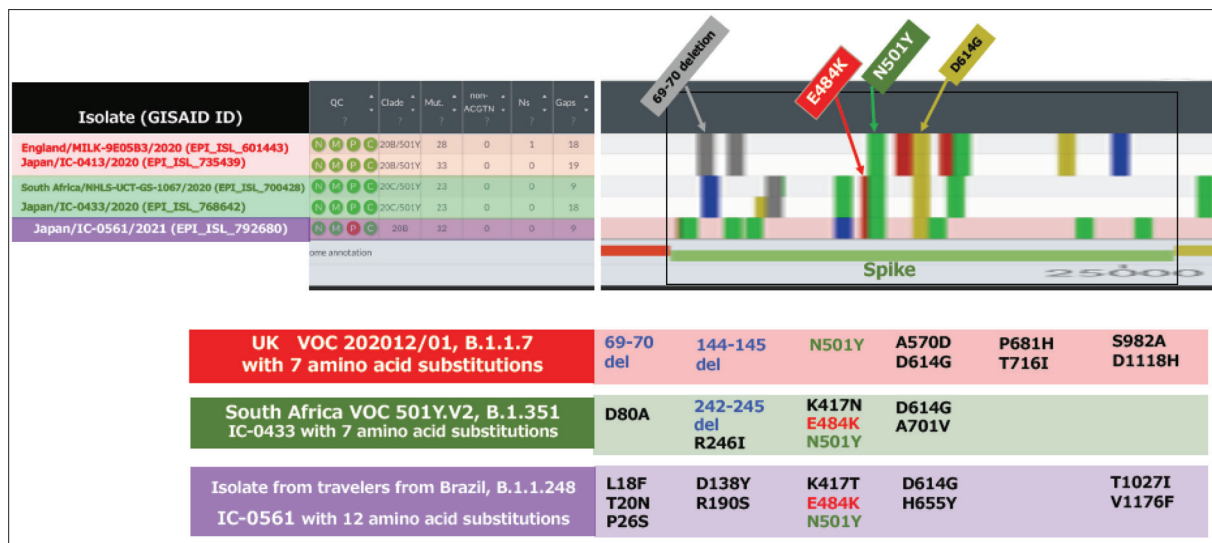 69-70 deletion
E484K
N501Y
D614G
Isolate (GISAID ID)
QC Clade Mut. non-ACGTN Ns Gaps
? ? ? ? ? ?
England/MILK-9E05B3/2020 (EPI_ISL_601443) N M P C 20B/501Y 28 0 1 18
Japan/IC-0413/2020 (EPI_ISL_735439) N M P C 20B/501Y 33 0 0 19
South Africa/NHLS-UCT-GS-1067/2020 (EPI_ISL_700428) N M P C 20C/501Y 23 0 0 9
Japan/IC-0433/2020 (EPI_ISL_768642) N M P C 20C/501Y 23 0 0 18
Japan/IC-0561/2021 (EPI_ISL_792680) N M P C 20B 32 0 0 9
ome annotation
Spike
25000
UK VOC 202012/01, B.1.1.7
with 7 amino acid substitutions
69-70 del
144-145 del
N501Y
A570D
D614G
P681H
T716I
S982A
D1118H
South Africa VOC 501Y.V2, B.1.351
IC-0433 with 7 amino acid substitutions
D80A
242-245 del
R246I
K417N
E484K
N501Y
D614G
A701V
Isolate from travelers from Brazil, B.1.1.248
IC-0561 with 12 amino acid substitutions
L18F
T20N
P26S
D138Y
R190S
K417T
E484K
N501Y
D614G
H655Y
T1027I
V1176F